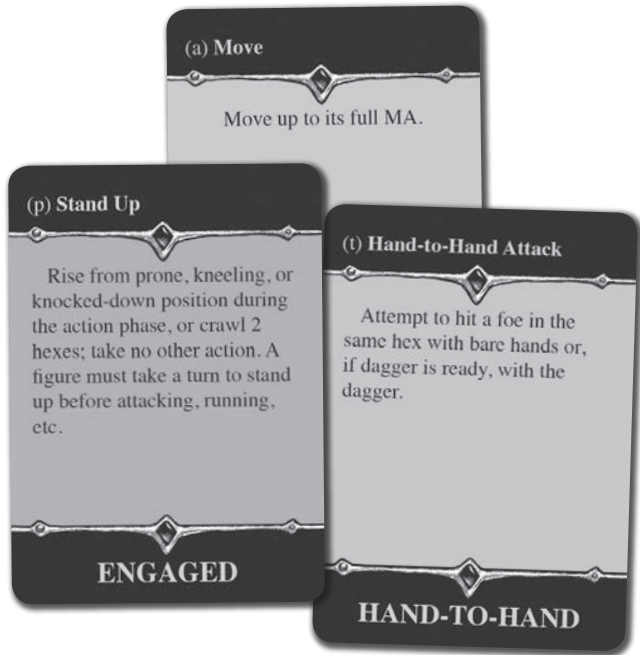 (a) Move
Move up to its full MA.
(p) Stand Up
Rise from prone, kneeling, or
knocked-down position during
the action phase, or crawl 2
hexes; take no other action. A
figure must take a turn to stand
up before attacking, running,
etc.
ENGAGED
(t) Hand-to-Hand Attack
Attempt to hit a foe in the
same hex with bare hands or,
if dagger is ready, with the
dagger.
HAND-TO-HAND